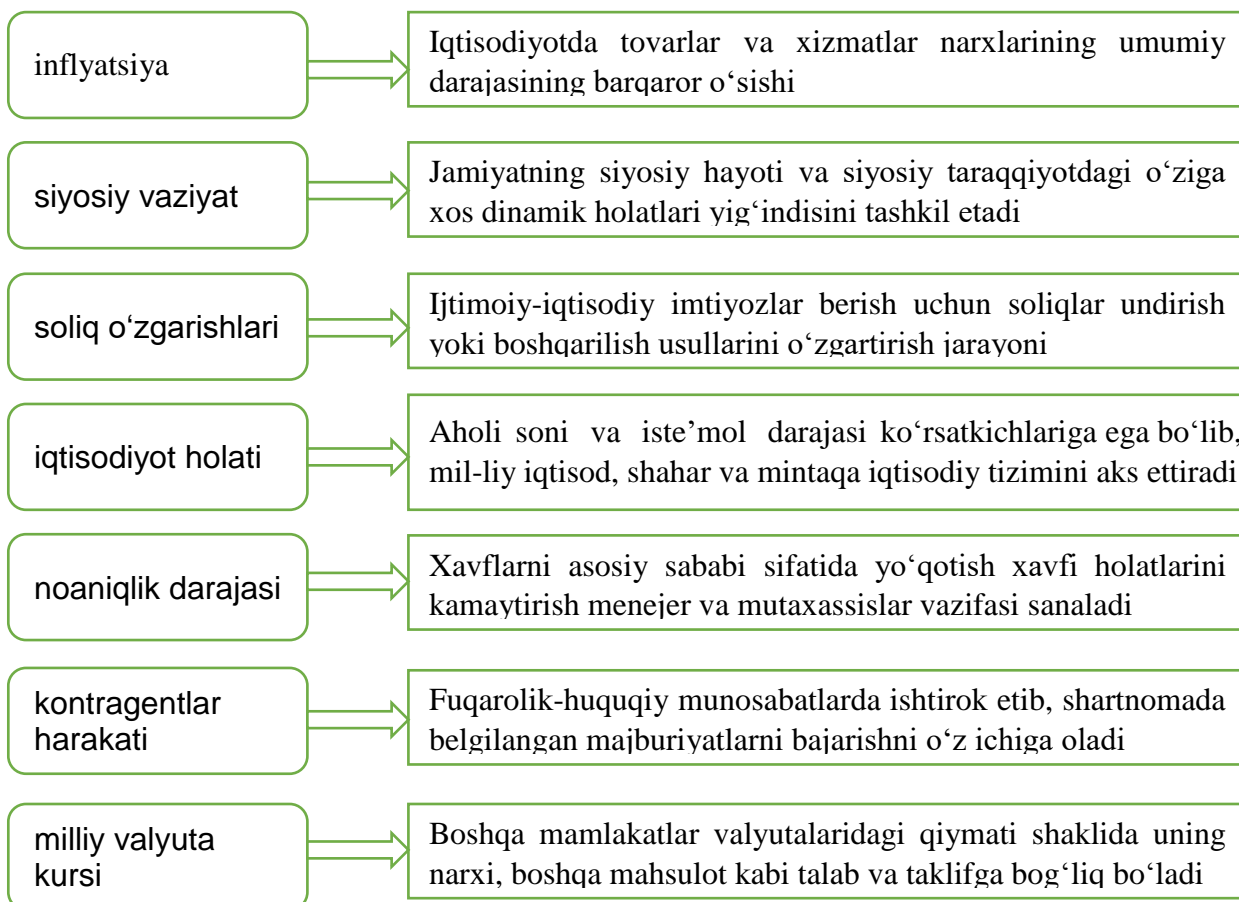 inflyatsiya
Iqtisodiyotda tovarlar va xizmatlar narxlarining umumiy
darajasining barqaror o‘sishi
siyosiy vaziyat
Jamiyatning siyosiy hayoti va siyosiy taraqqiyotdagi o‘ziga
xos dinamik holatlari yig‘indisini tashkil etadi
soliq o‘zgarishlari
Ijtimoiy-iqtisodiy imtiyozlar berish uchun soliqlar undirish
yoki boshqarilish usullarini o‘zgartirish jarayoni
iqtisodiyot holati
Aholi soni va iste’mol darajasi ko‘rsatkichlariga ega bo‘lib,
mil-liy iqtisod, shahar va mintaqa iqtisodiy tizimini aks ettiradi
noaniqlik darajasi
Xavflarni asosiy sababi sifatida yo‘qotish xavfi holatlarini
kamaytirish menejer va mutaxassislar vazifasi sanaladi
kontragentlar
harakati
Fuqarolik-huquqiy munosabatlarda ishtirok etib, shartnomada
belgilangan majburiyatlarni bajarishni o‘z ichiga oladi
milliy valyuta
kursi
Boshqa mamlakatlar valyutalaridagi qiymati shaklida uning
narxi, boshqa mahsulot kabi talab va taklifga bog‘liq bo‘ladi